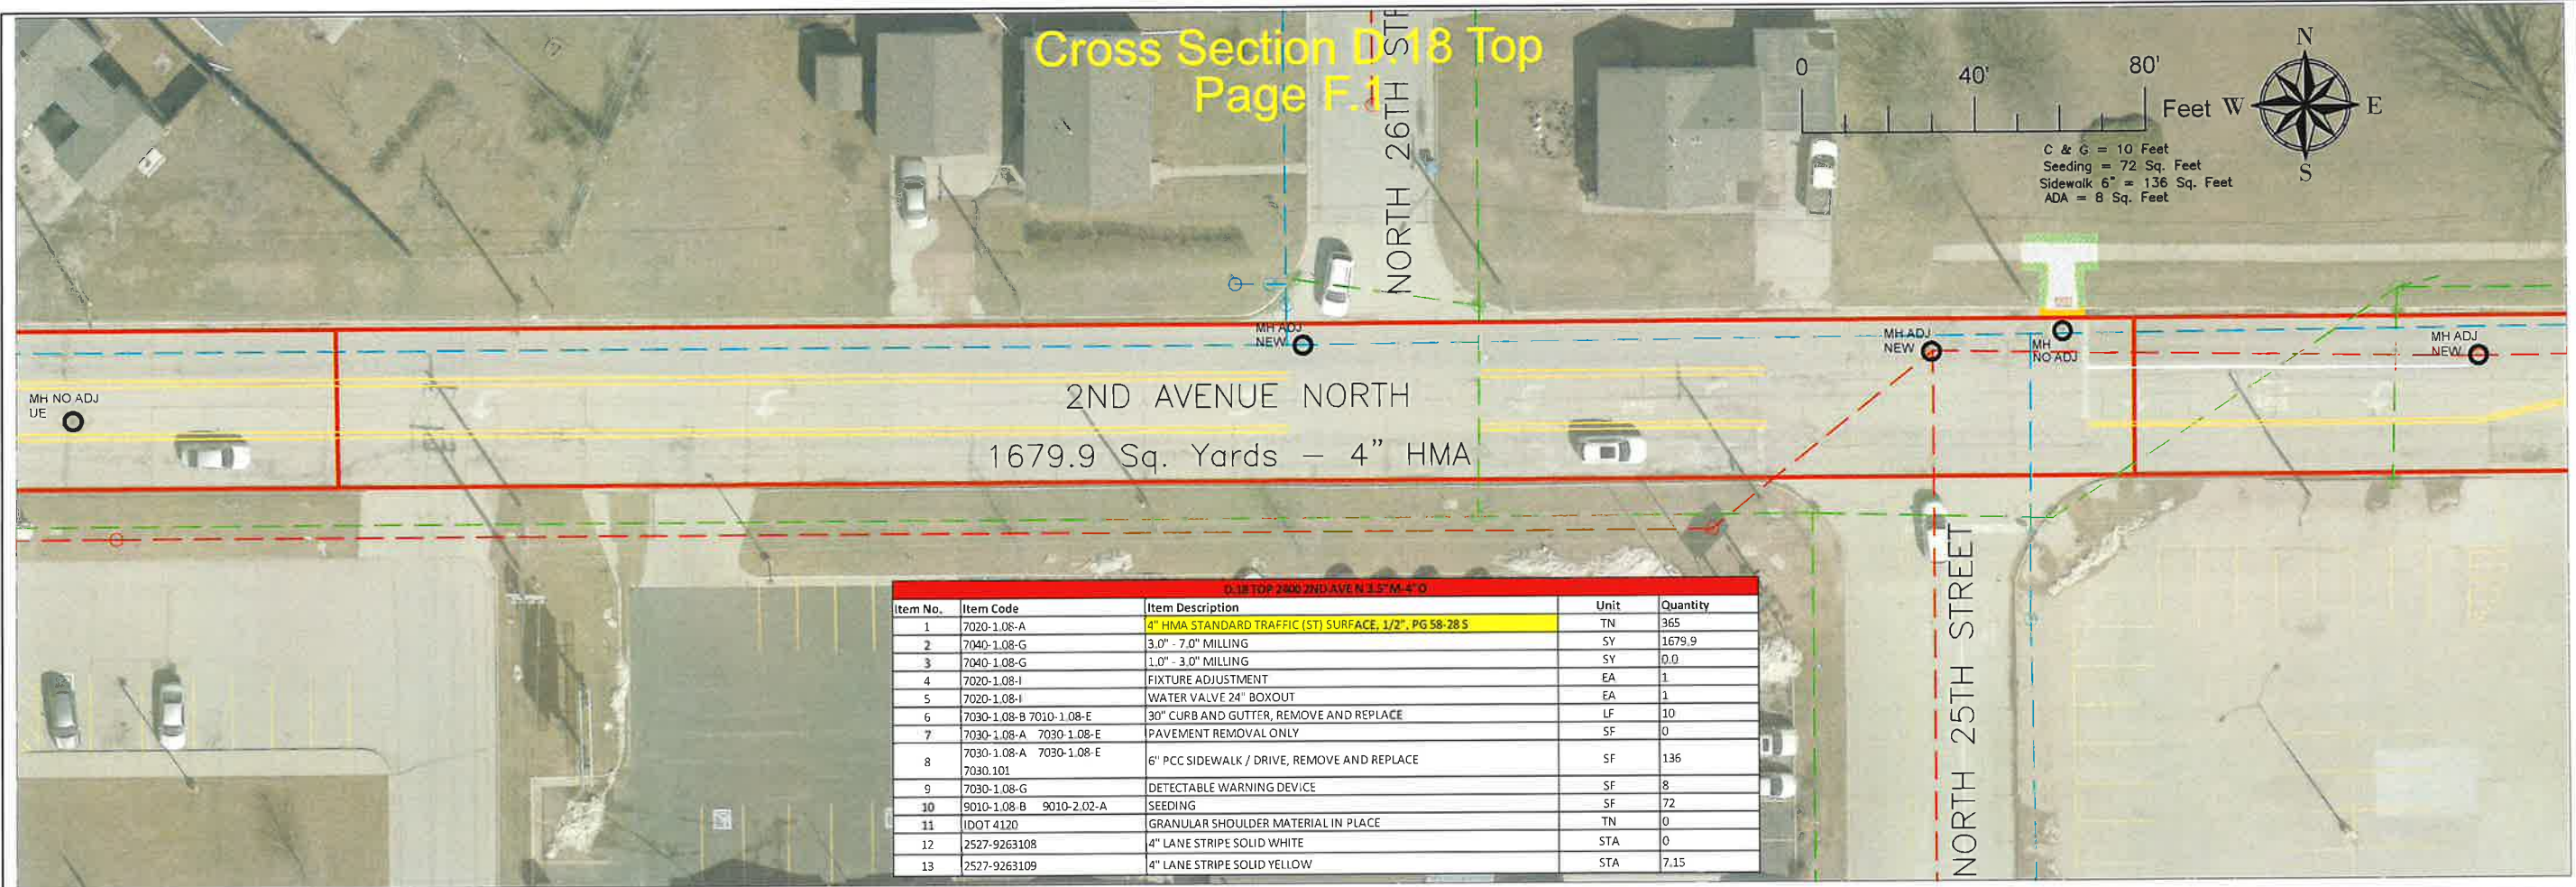 Cross Section D.18 Top
Page F.1
NORTH 26TH STR
0 40' 80'
Feet
N
W E
S
C & G = 10 Feet
Seeding = 72 Sq. Feet
Sidewalk 6" = 136 Sq. Feet
ADA = 8 Sq. Feet
MH ADJ
NEW
MH ADJ
NEW
MH
NO ADJ
MH ADJ
NEW
MH NO ADJ
UE
2ND AVENUE NORTH
1679.9 Sq. Yards – 4" HMA
NORTH 25TH STREET
D.18 TOP 2400 2ND AVE N 3.5"M-4"O
Item No. Item Code Item Description Unit Quantity
1 7020-1.08-A 4" HMA STANDARD TRAFFIC (ST) SURFACE, 1/2", PG 58-28 S TN 365
2 7040-1.08-G 3.0" - 7.0" MILLING SY 1679.9
3 7040-1.08-G 1.0" - 3.0" MILLING SY 0.0
4 7020-1.08-I FIXTURE ADJUSTMENT EA 1
5 7020-1.08-I WATER VALVE 24" BOXOUT EA 1
6 7030-1.08-B 7010-1.08-E 30" CURB AND GUTTER, REMOVE AND REPLACE LF 10
7 7030-1.08-A 7030-1.08-E PAVEMENT REMOVAL ONLY SF 0
8 7030-1.08-A 7030-1.08-E
7030.101 6" PCC SIDEWALK / DRIVE, REMOVE AND REPLACE SF 136
9 7030-1.08-G DETECTABLE WARNING DEVICE SF 8
10 9010-1.08-B 9010-2.02-A SEEDING SF 72
11 IDOT 4120 GRANULAR SHOULDER MATERIAL IN PLACE TN 0
12 2527-9263108 4" LANE STRIPE SOLID WHITE STA 0
13 2527-9263109 4" LANE STRIPE SOLID YELLOW STA 7.15